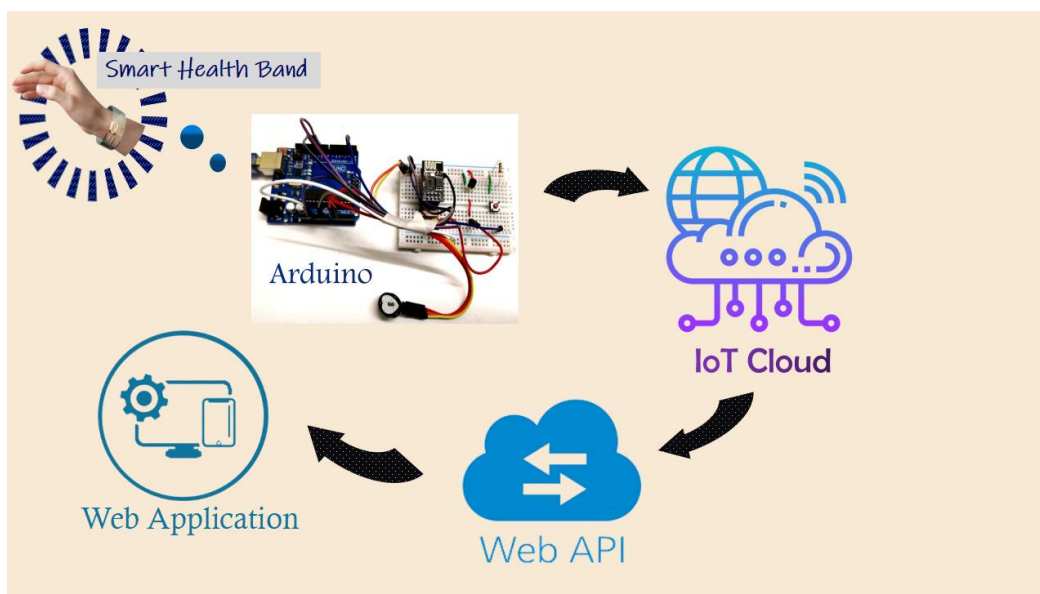 Smart Health Band
Arduino
IoT Cloud
Web Application
Web API